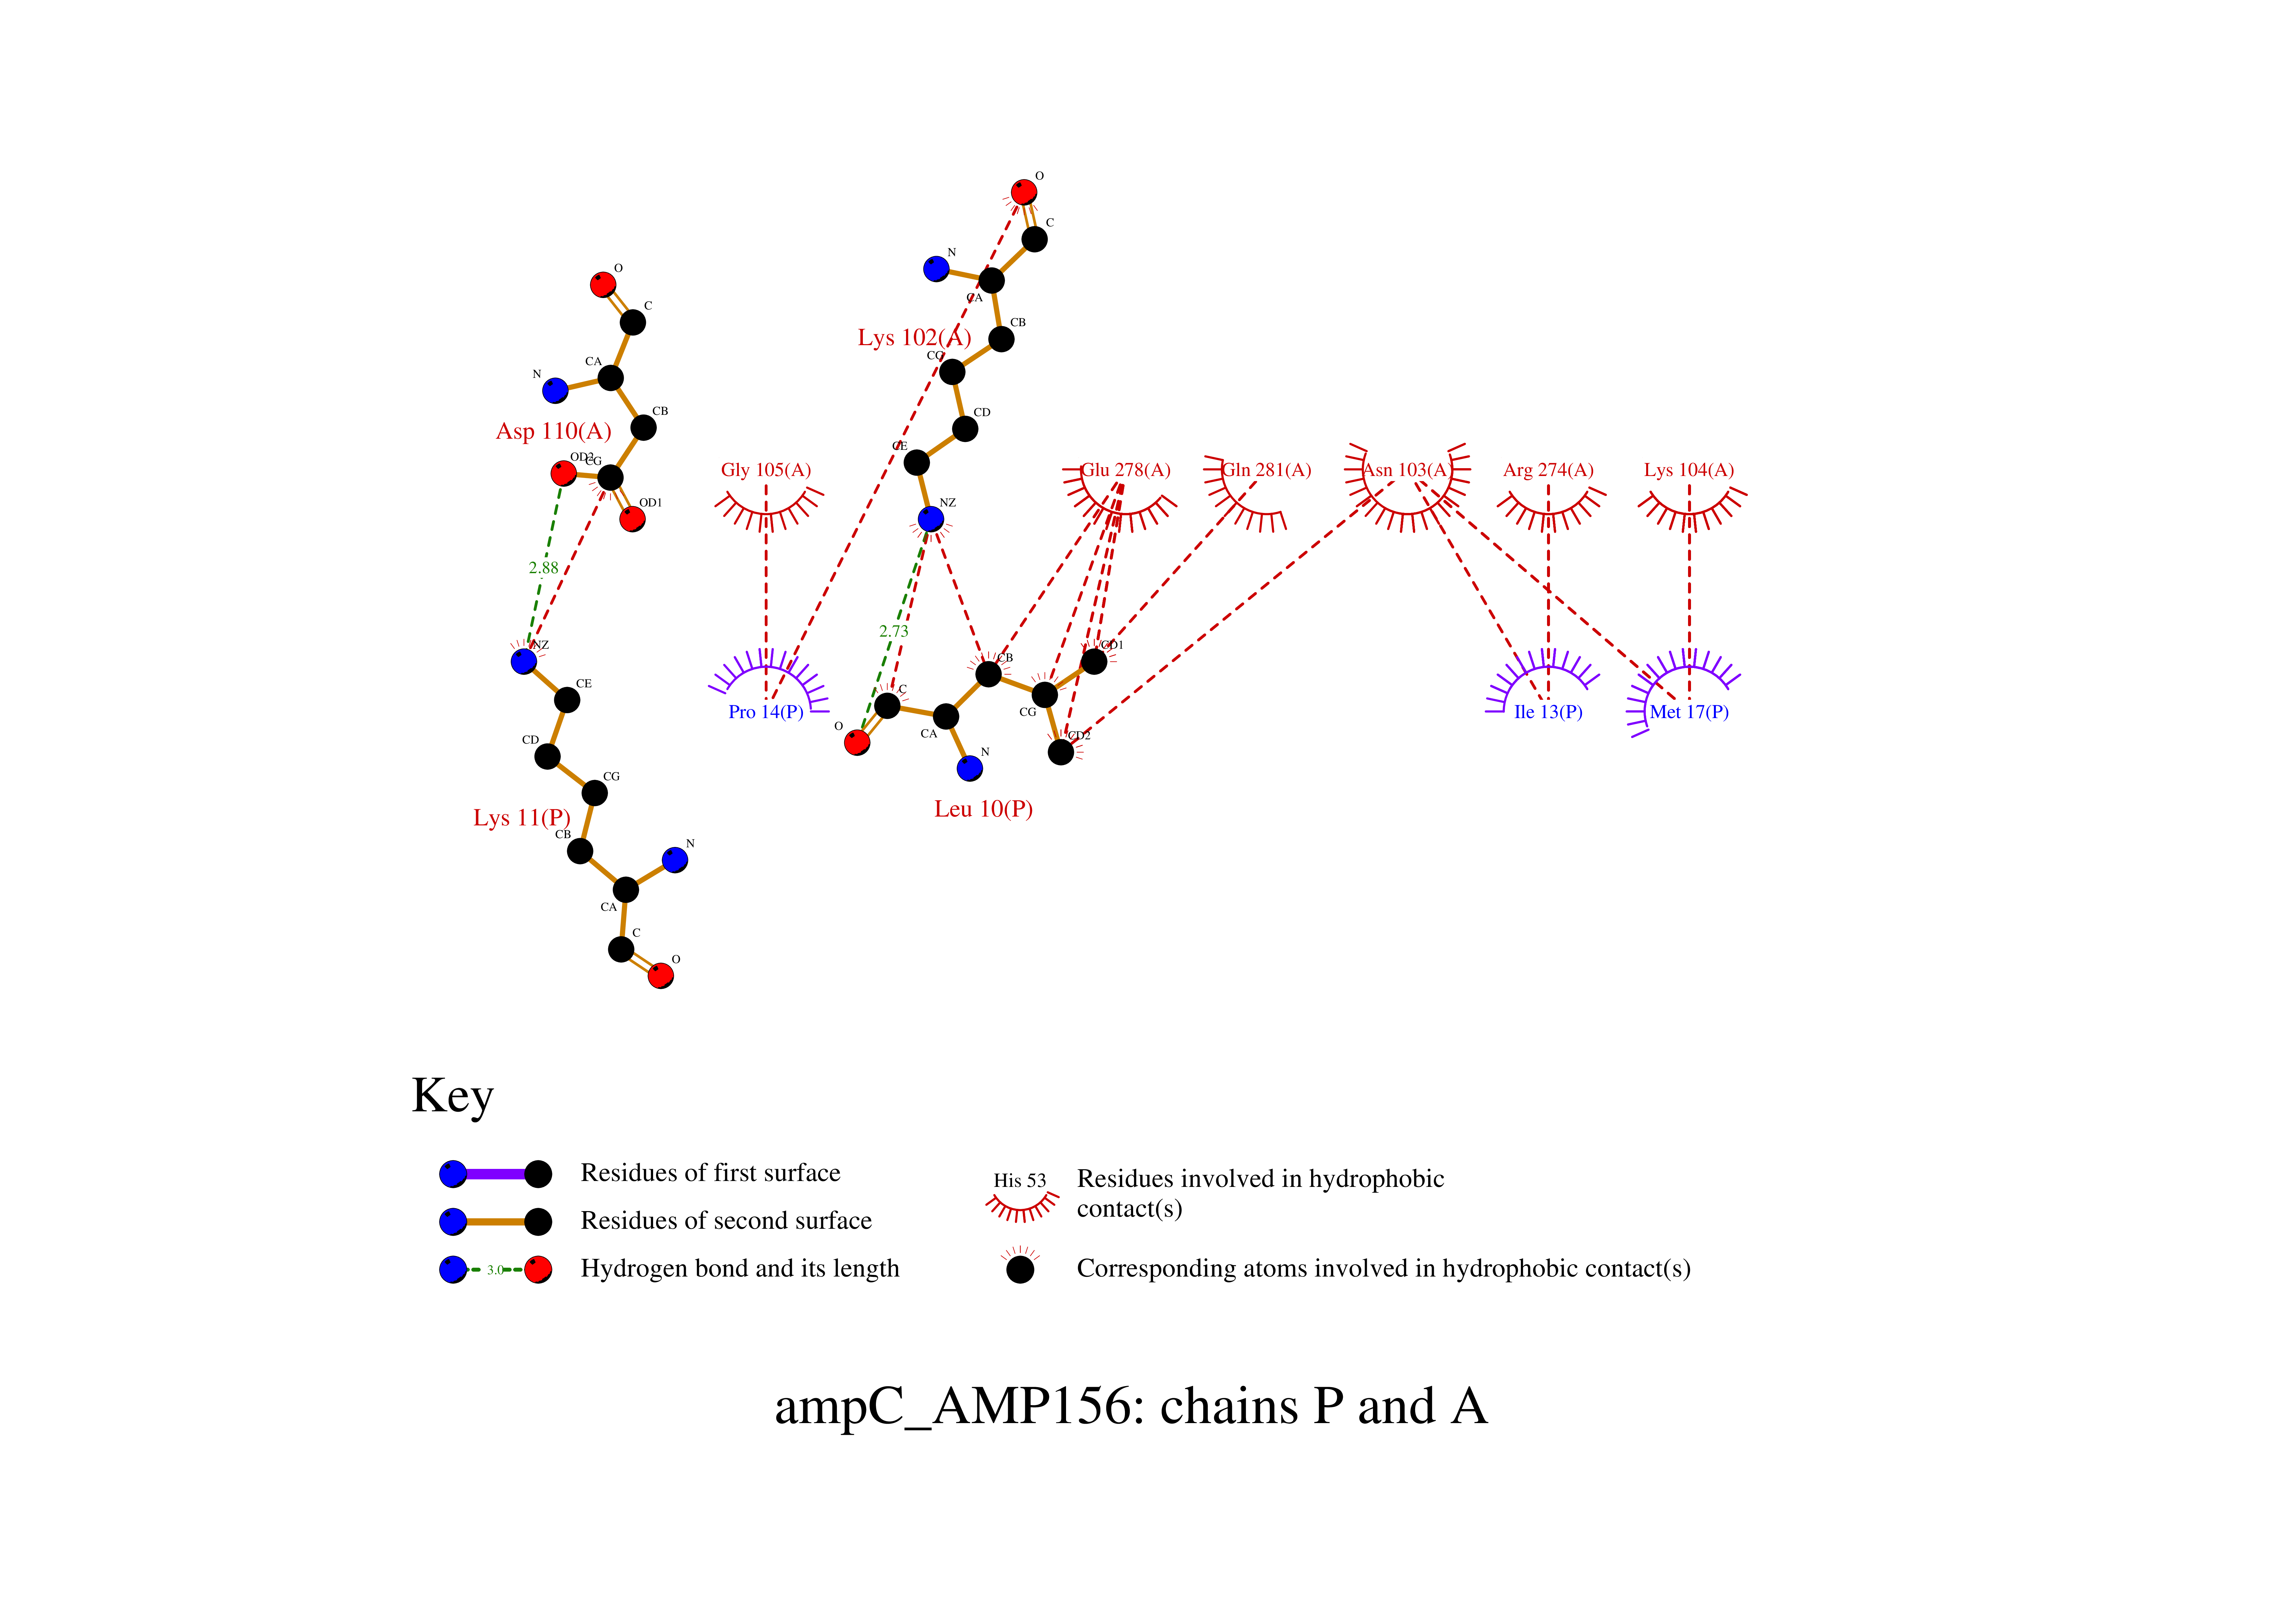 O
C
N
CA
CB
Lys 102(A)
CG
CD
CE
NZ
O
C
CA
N
CB
Asp 110(A)
OD2
CG
OD1
Gly 105(A)
Glu 278(A)
Gln 281(A)
Asn 103(A)
Arg 274(A)
Lys 104(A)
2.88
2.73
NZ
CE
CD
CG
Lys 11(P)
CB
N
CA
C
O
Pro 14(P)
C
O
CA
N
CB
CG
CD1
CD2
Leu 10(P)
Ile 13(P)
Met 17(P)
Key
Residues of first surface
Residues of second surface
3.0
Hydrogen bond and its length
His 53
Residues involved in hydrophobic
contact(s)
Corresponding atoms involved in hydrophobic contact(s)
ampC_AMP156: chains P and A